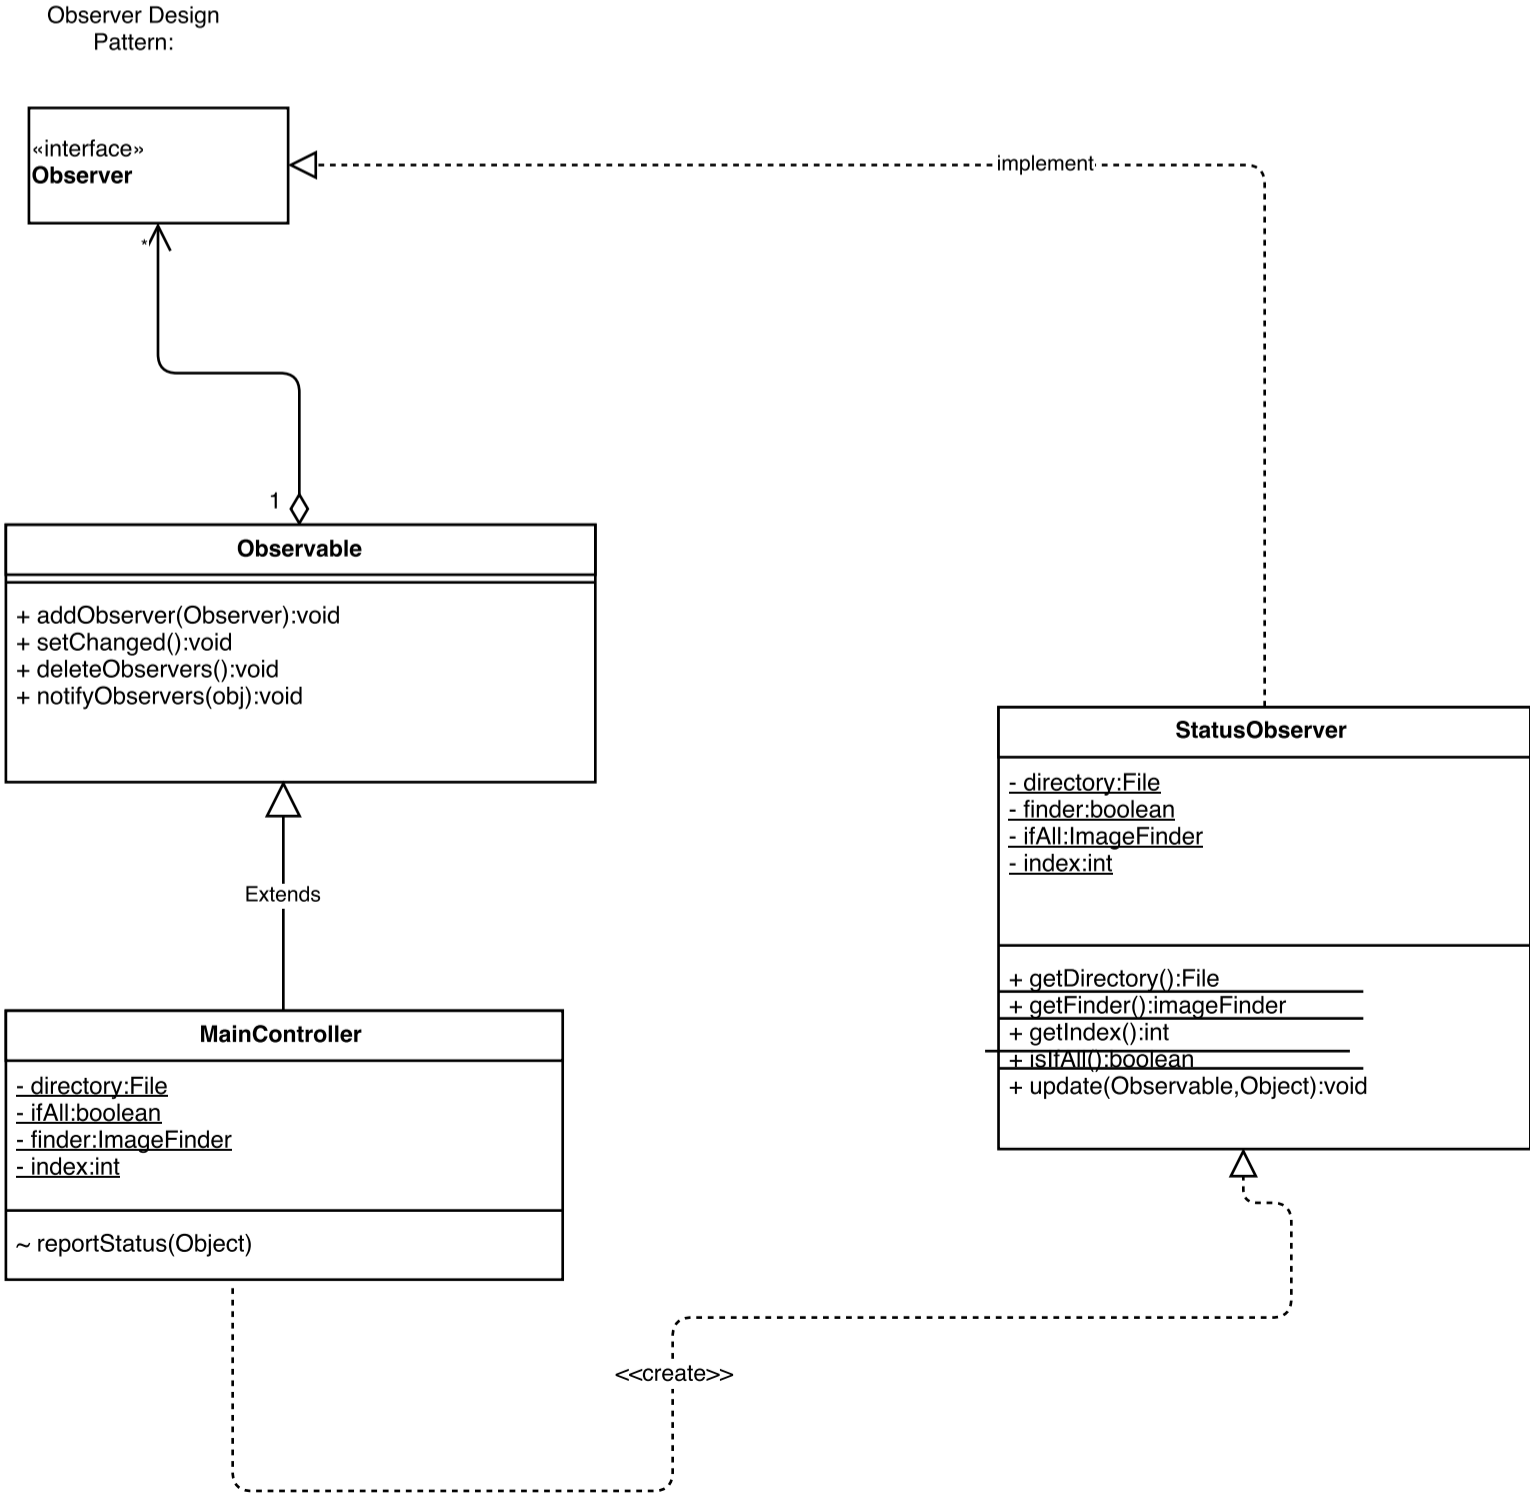 Observer Design
Pattern:
«interface»
Observer
implement
*
1
Observable
+ addObserver(Observer):void
+ setChanged():void
+ deleteObservers():void
+ notifyObservers(obj):void
StatusObserver
- directory:File
- finder:boolean
- ifAll:ImageFinder
- index:int
+ getDirectory():File
+ getFinder():imageFinder
+ getIndex():int
+ isIfAll():boolean
+ update(Observable,Object):void
Extends
MainController
- directory:File
- ifAll:boolean
- finder:ImageFinder
- index:int
~ reportStatus(Object)
<<create>>